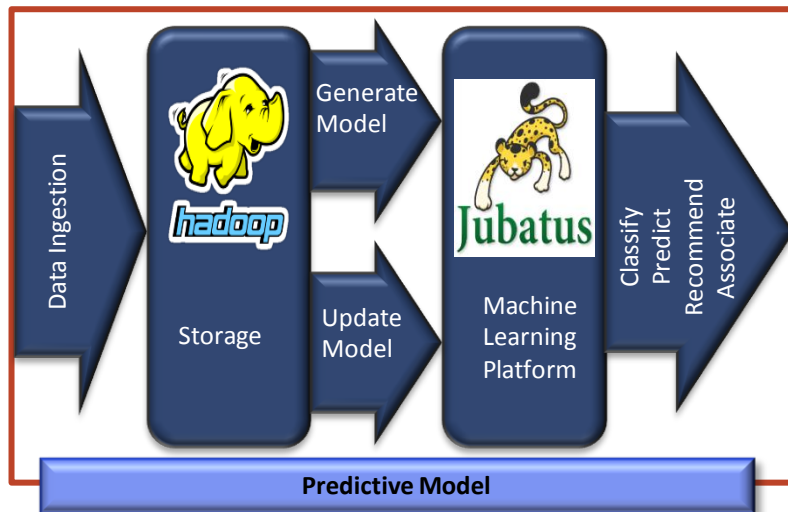 Data Ingestion
hadoop
Storage
Generate
Model
Update
Model
Jubatus
Machine
Learning
Platform
Classify
Predict
Recommend
Associate
Predictive Model